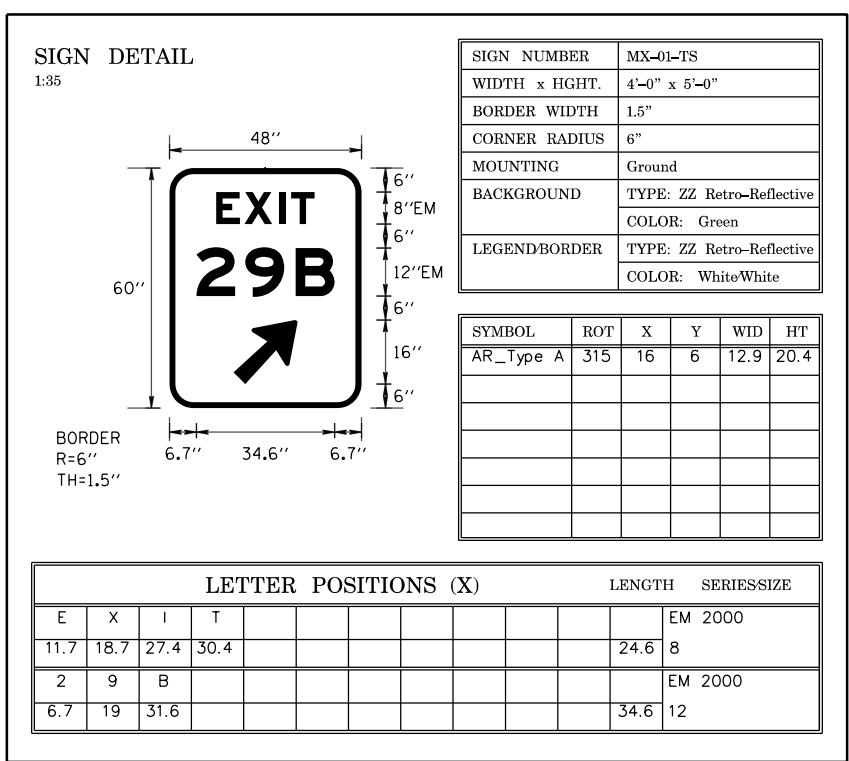 SIGN DETAIL
1:35
48''
6''
8''EM
6''
12''EM
6''
16''
6''
60''
EXIT
29B
6.7'' 34.6'' 6.7''
BORDER
R=6''
TH=1.5''
SIGN NUMBER MX–01–TS
WIDTH x HGHT. 4'–0" x 5'–0"
BORDER WIDTH 1.5"
CORNER RADIUS 6"
MOUNTING Ground
BACKGROUND TYPE: ZZ Retro–Reflective
COLOR: Green
LEGEND/BORDER TYPE: ZZ Retro–Reflective
COLOR: White/White
SYMBOL ROT X Y WID HT
AR_Type A 315 16 6 12.9 20.4
LETTER POSITIONS (X) LENGTH SERIES/SIZE
E X I T EM 2000
11.7 18.7 27.4 30.4 24.6 8
2 9 B EM 2000
6.7 19 31.6 34.6 12